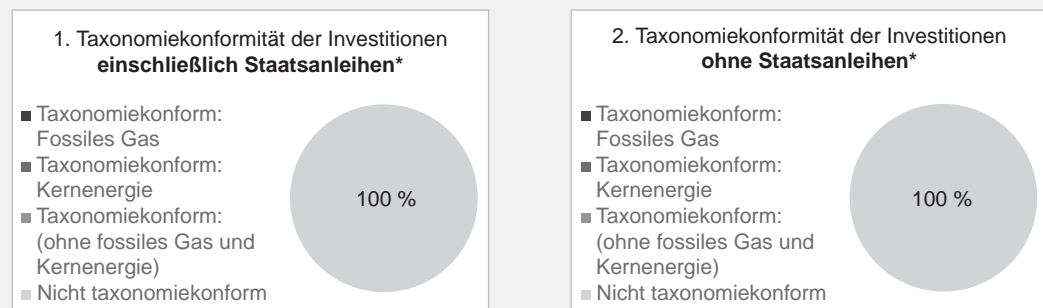 1. Taxonomiekonformität der Investitionen
einschließlich Staatsanleihen*
Taxonomiekonform:
Fossiles Gas
Taxonomiekonform:
Kernenergie
Taxonomiekonform:
(ohne fossiles Gas und
Kernenergie)
Nicht taxonomiekonform
100 %
2. Taxonomiekonformität der Investitionen
ohne Staatsanleihen*
Taxonomiekonform:
Fossiles Gas
Taxonomiekonform:
Kernenergie
Taxonomiekonform:
(ohne fossiles Gas und
Kernenergie)
Nicht taxonomiekonform
100 %